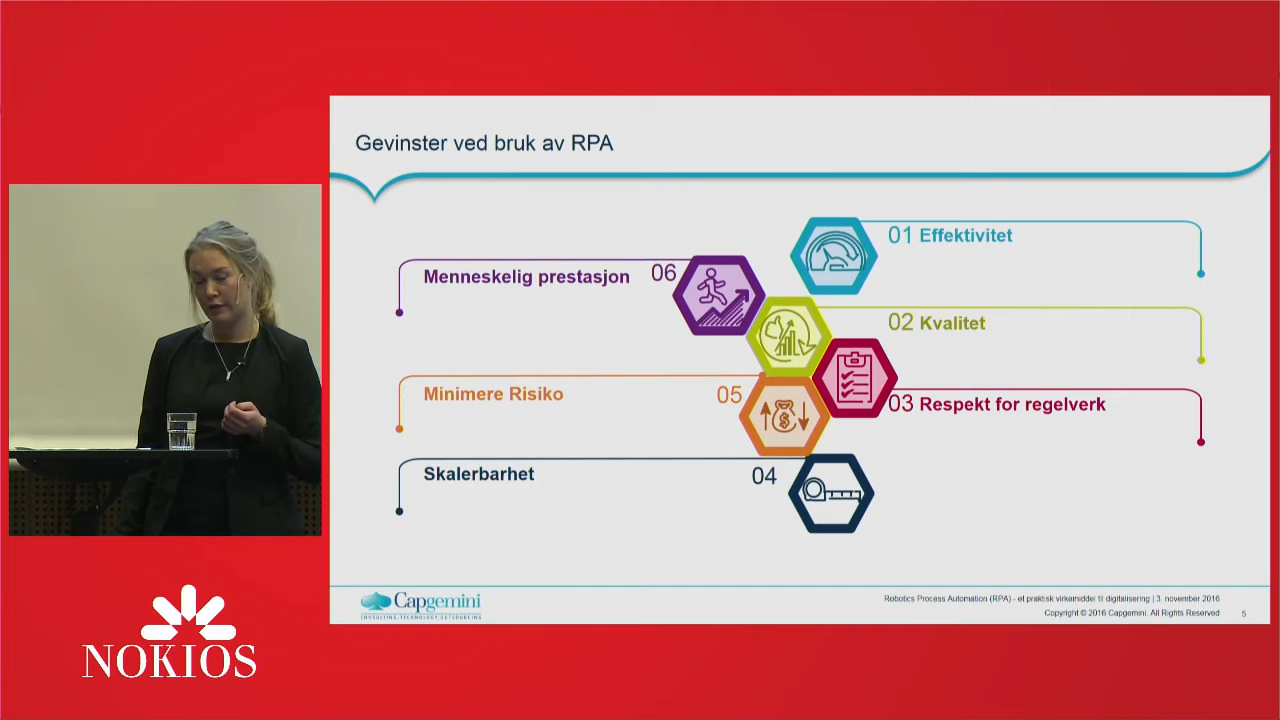 Gevinster ved bruk av RPA
01 Effektivitet
Menneskelig prestasjon 06
02 Kvalitet
Minimere Risiko 05
03 Respekt for regelverk
Skalerbarhet 04
Capgemini
CONSULTING.TECHNOLOGY.OUTSOURCING
Robotics Process Automation (RPA) - et praktisk virkemiddel til digitalisering | 3. november 2016
Copyright © 2016 Capgemini. All Rights Reserved 5
NOKIOS